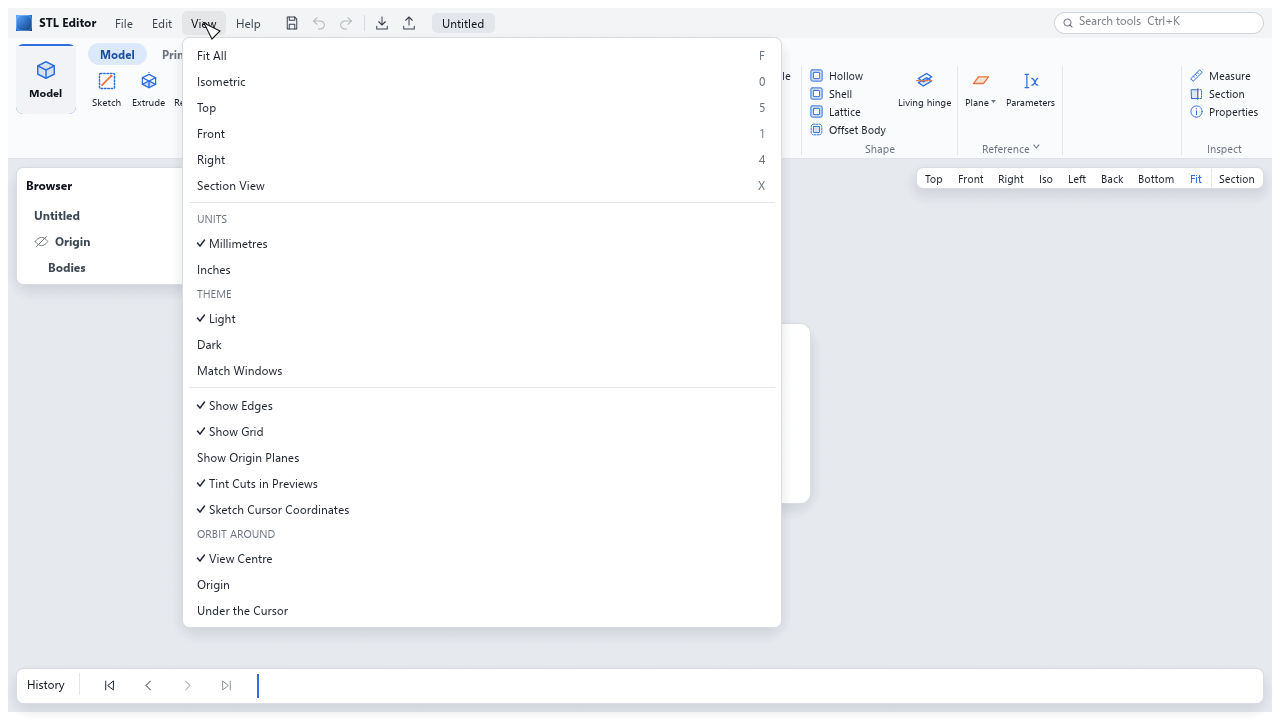 STL Editor File Edit View Help Untitled Search tools Ctrl+K
Model
Model
Sketch Extrude
Hollow
Shell
Lattice
Offset Body
Living hinge
Shape
Plane Parameters
Reference
Measure
Section
Properties
Inspect
Fit All F
Isometric 0
Top 5
Front 1
Right 4
Section View X
UNITS
Millimetres
Inches
THEME
Light
Dark
Match Windows
Show Edges
Show Grid
Show Origin Planes
Tint Cuts in Previews
Sketch Cursor Coordinates
ORBIT AROUND
View Centre
Origin
Under the Cursor
Browser
Untitled
Origin
Bodies
Top Front Right Iso Left Back Bottom Fit Section
History